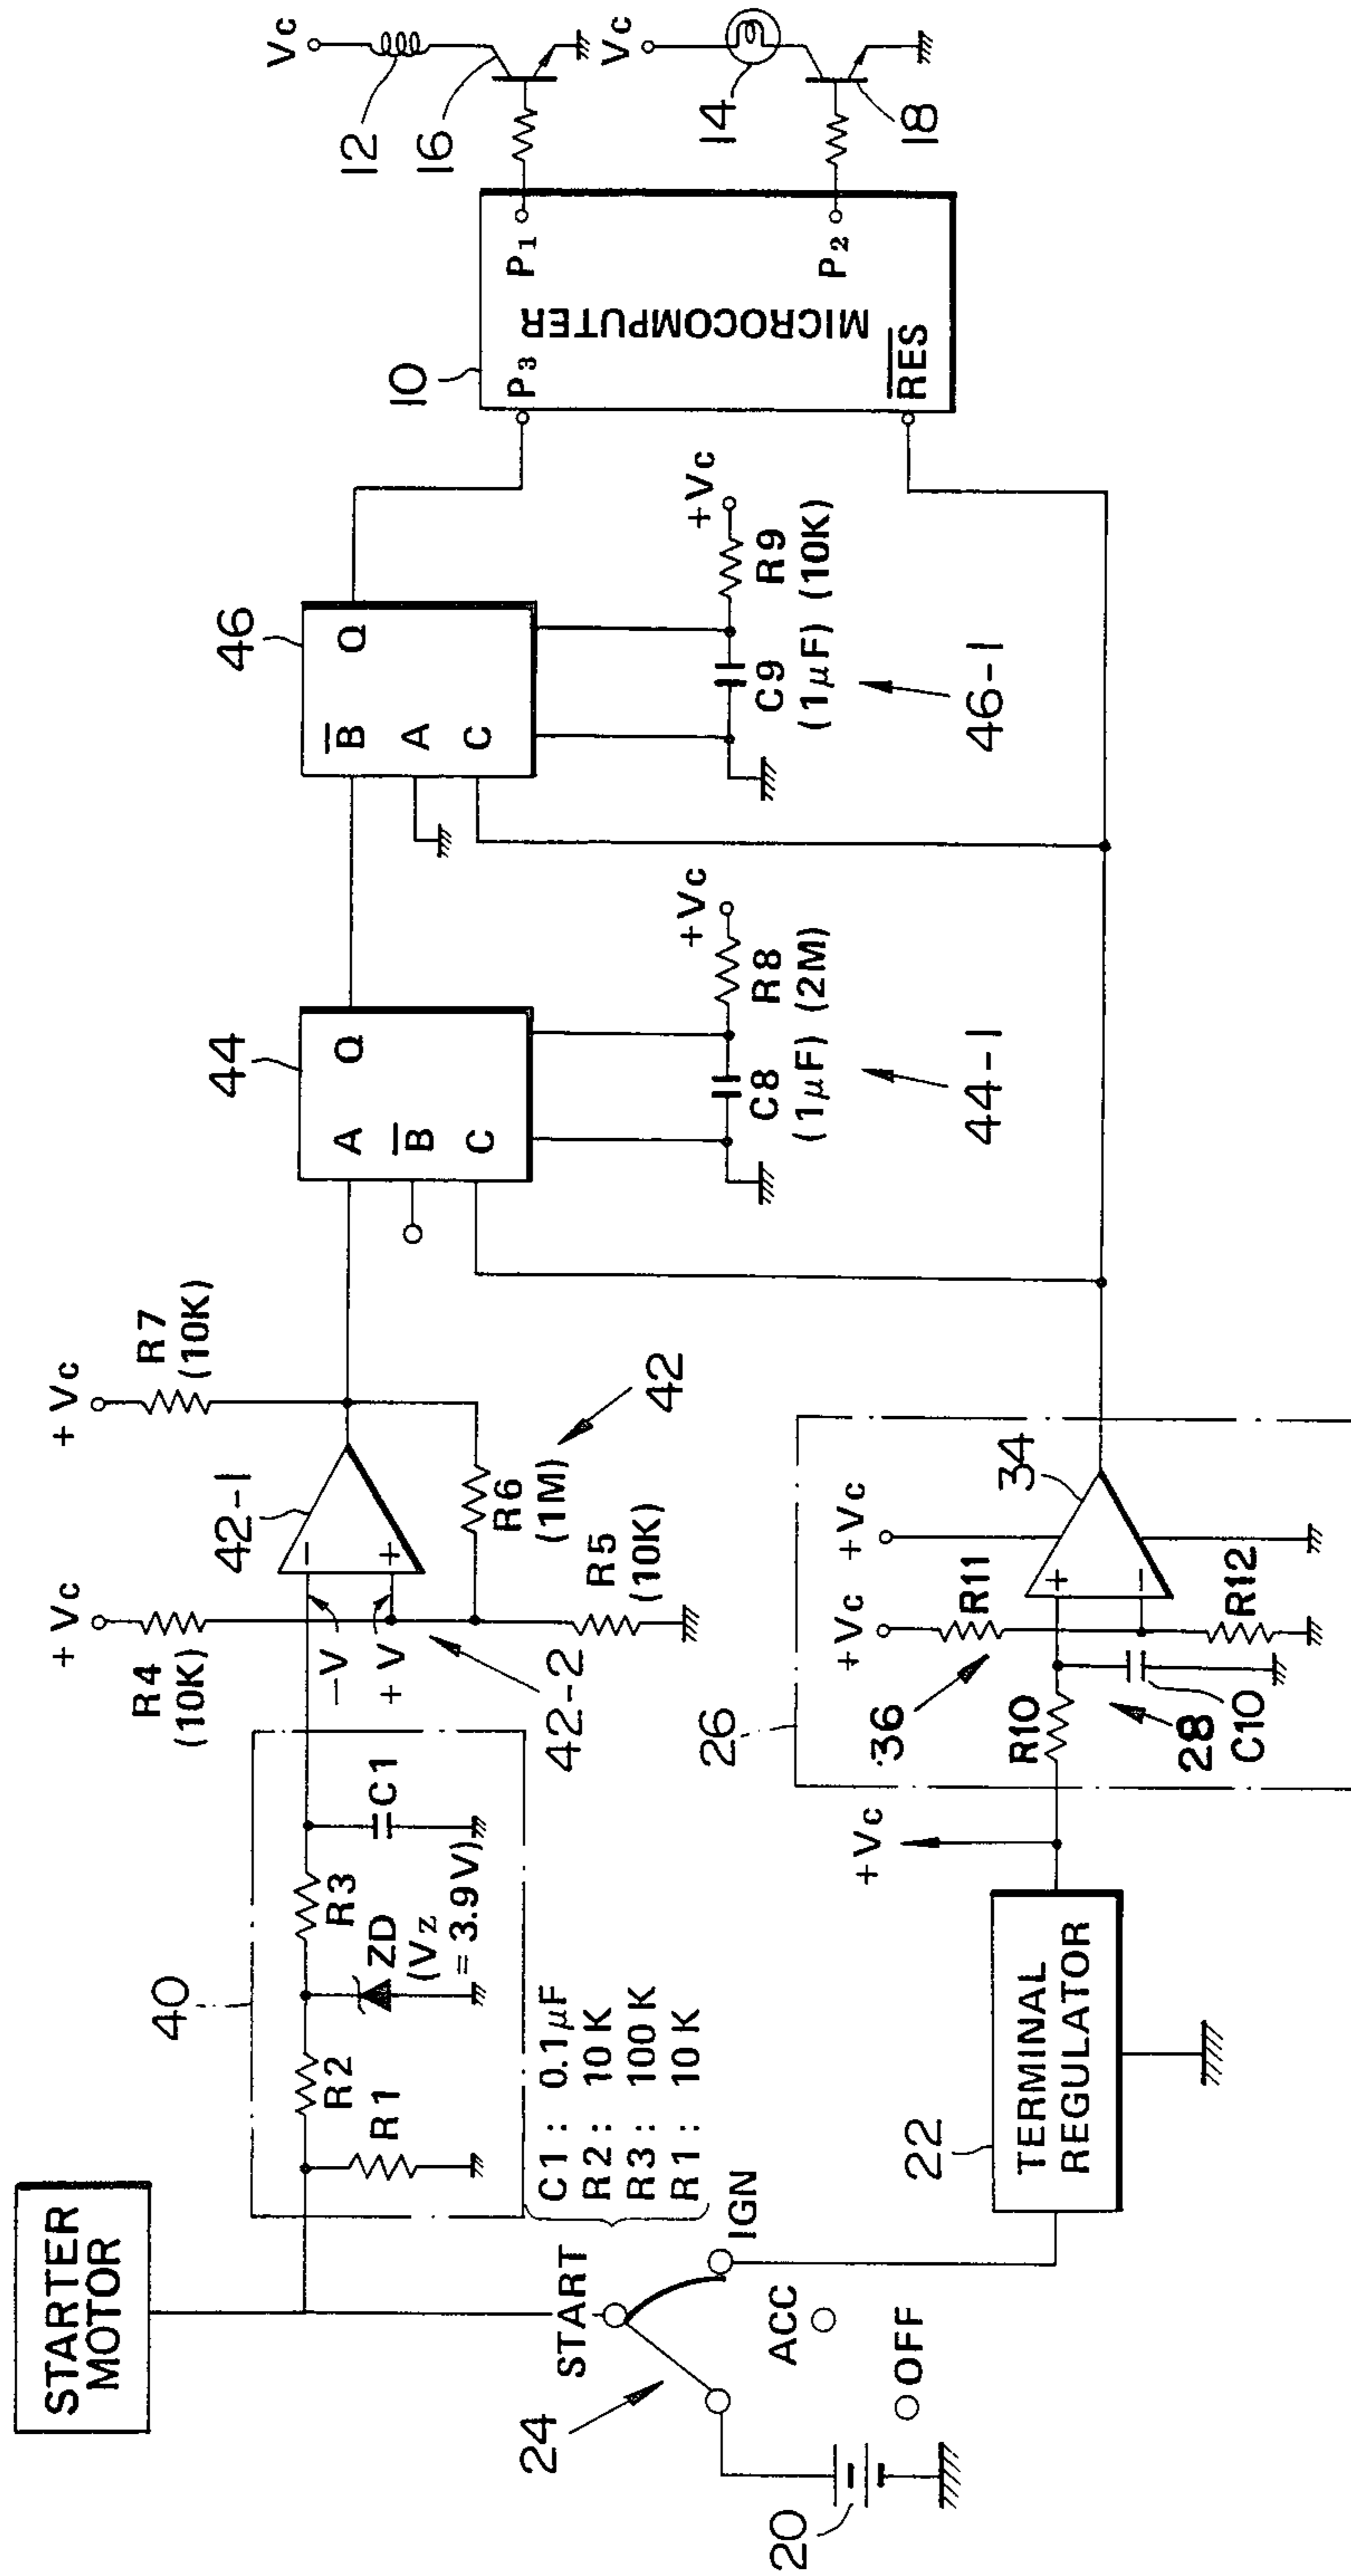 STARTER
MOTOR
START
24
20
OFF
ACC
IGN
40
R1
R2
ZD
(Vz
= 3.9V)
R3
C1
C1 : 0.1μF
R2 : 10K
R3 : 100K
R1 : 10K
22
TERMINAL
REGULATOR
+Vc
+Vc
R4
(10K)
−V
+V
42-2
−
+
42-1
R5
(10K)
R6
(1M)
42
+Vc
R7
(10K)
26
R10
28
C10
36
+Vc
R11
R12
+
−
+Vc
34
44
A
B̅
C
Q
+Vc
C8
R8
(1μF) (2M)
44-1
46
B̅
A
C
Q
+Vc
C9
R9
(1μF) (10K)
46-1
10
P3
P1
MICROCOMPUTER
P2
R̅E̅S̅
Vc
12
16
Vc
14
18